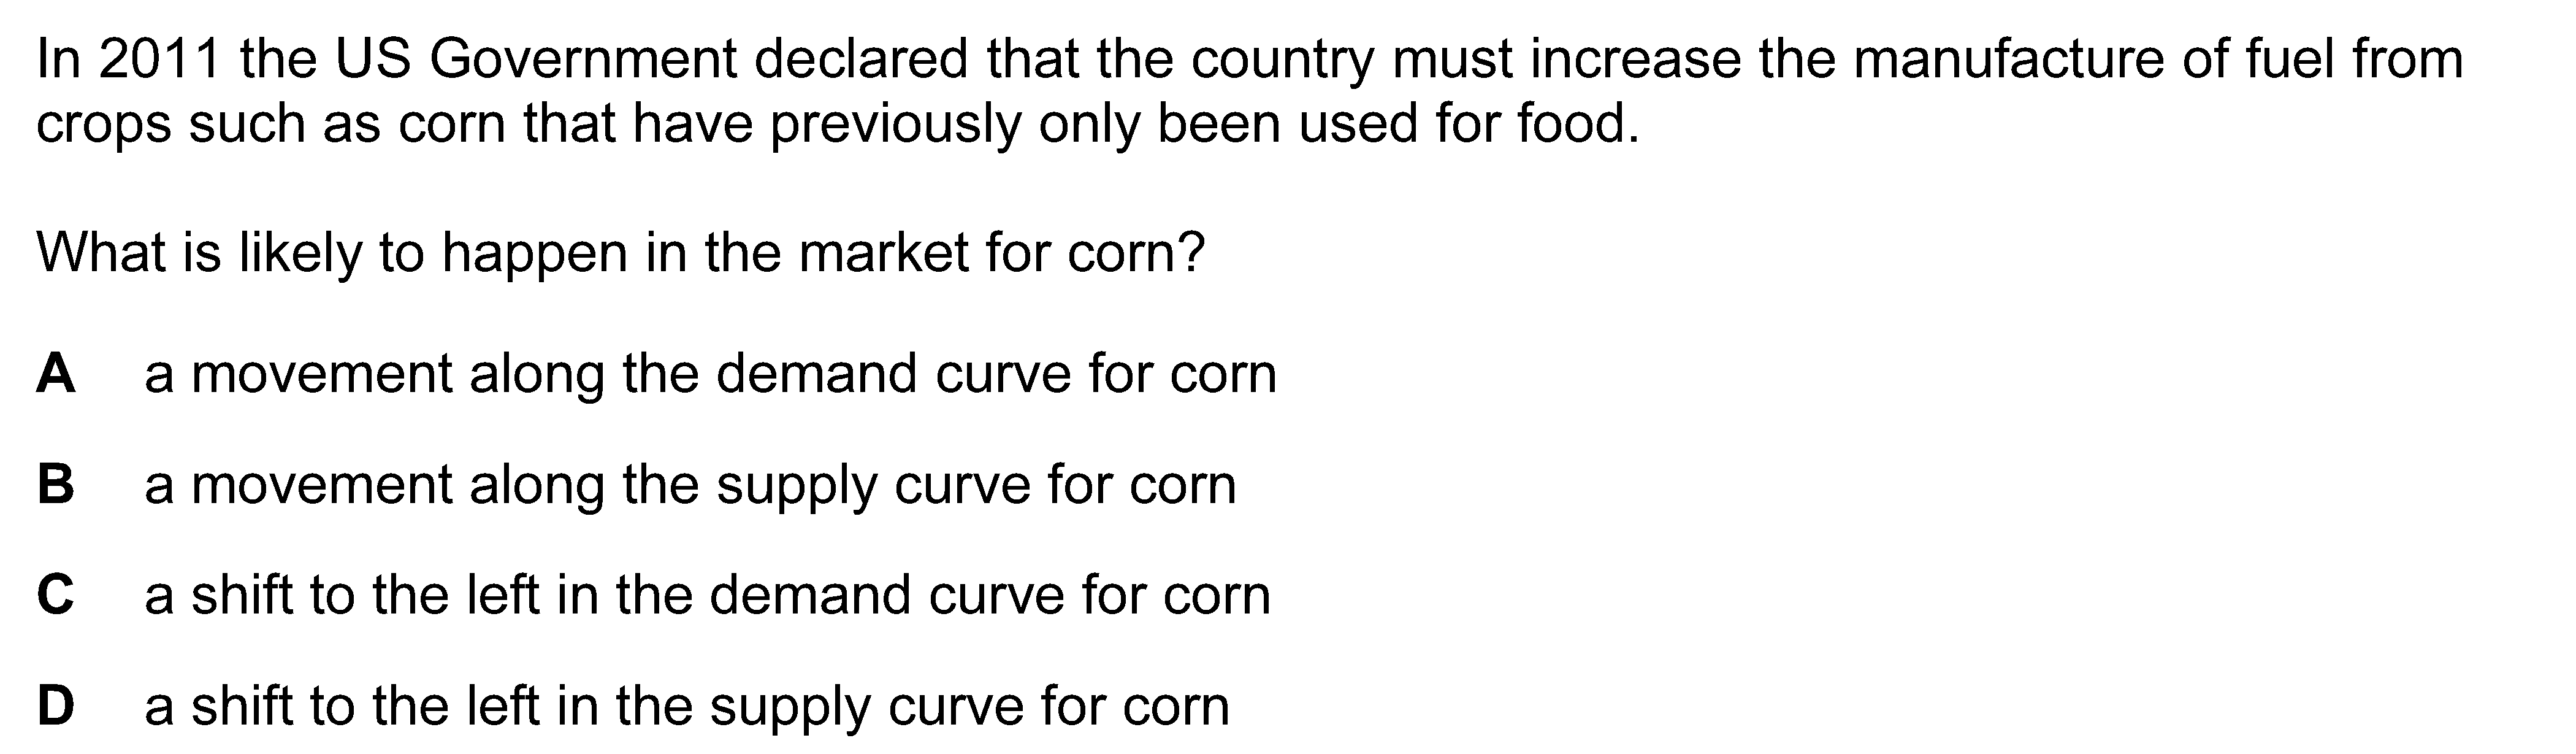 In 2011 the US Government declared that the country must increase the manufacture of fuel from
crops such as corn that have previously only been used for food.
What is likely to happen in the market for corn?
A a movement along the demand curve for corn
B a movement along the supply curve for corn
C a shift to the left in the demand curve for corn
D a shift to the left in the supply curve for corn